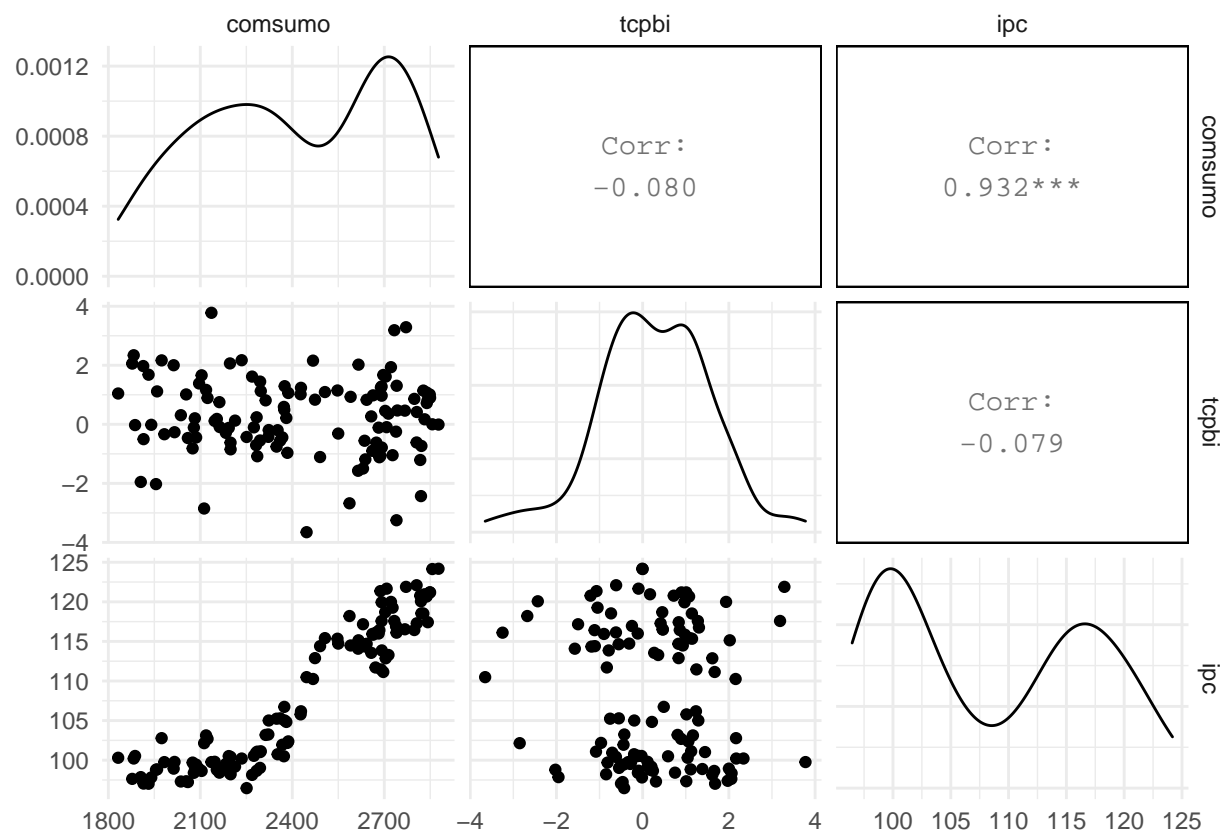 comsumo tcpbi ipc
0.0012
0.0008
0.0004
0.0000
Corr:
−0.080
Corr:
0.932***
comsumo
4
2
0
−2
−4
Corr:
−0.079
tcpbi
125
120
115
110
105
100
ipc
1800 2100 2400 2700 −4 −2 0 2 4 100 105 110 115 120 125